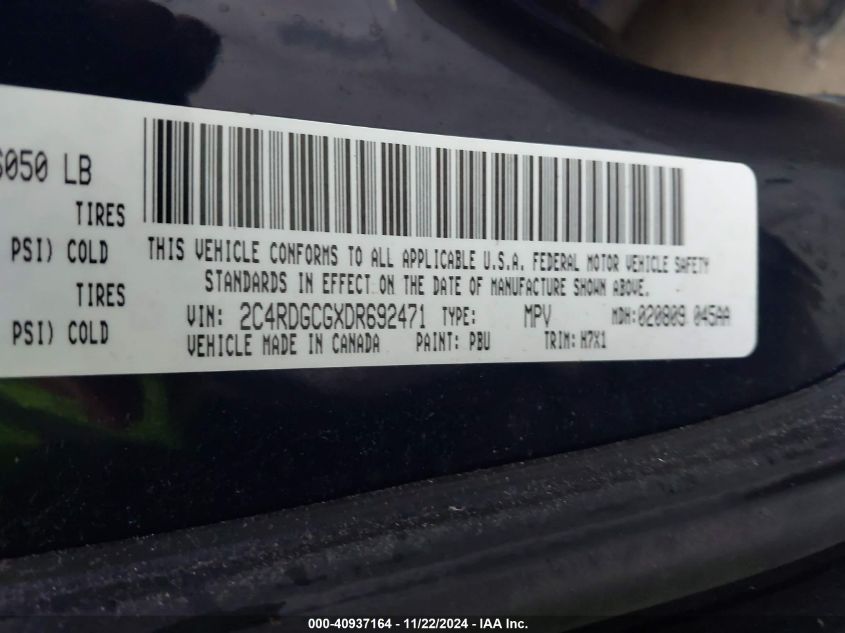 6050 LB
TIRES
PSI) COLD
TIRES
PSI) COLD
THIS VEHICLE CONFORMS TO ALL APPLICABLE U.S.A. FEDERAL MOTOR VEHICLE SAFETY
STANDARDS IN EFFECT ON THE DATE OF MANUFACTURE SHOWN ABOVE.
VIN: 2C4RDGCGXDR692471 TYPE: MPV MDH: 020809 045AA
VEHICLE MADE IN CANADA PAINT: PBU TRIM: H7X1
000-40937164 - 11/22/2024 - IAA Inc.